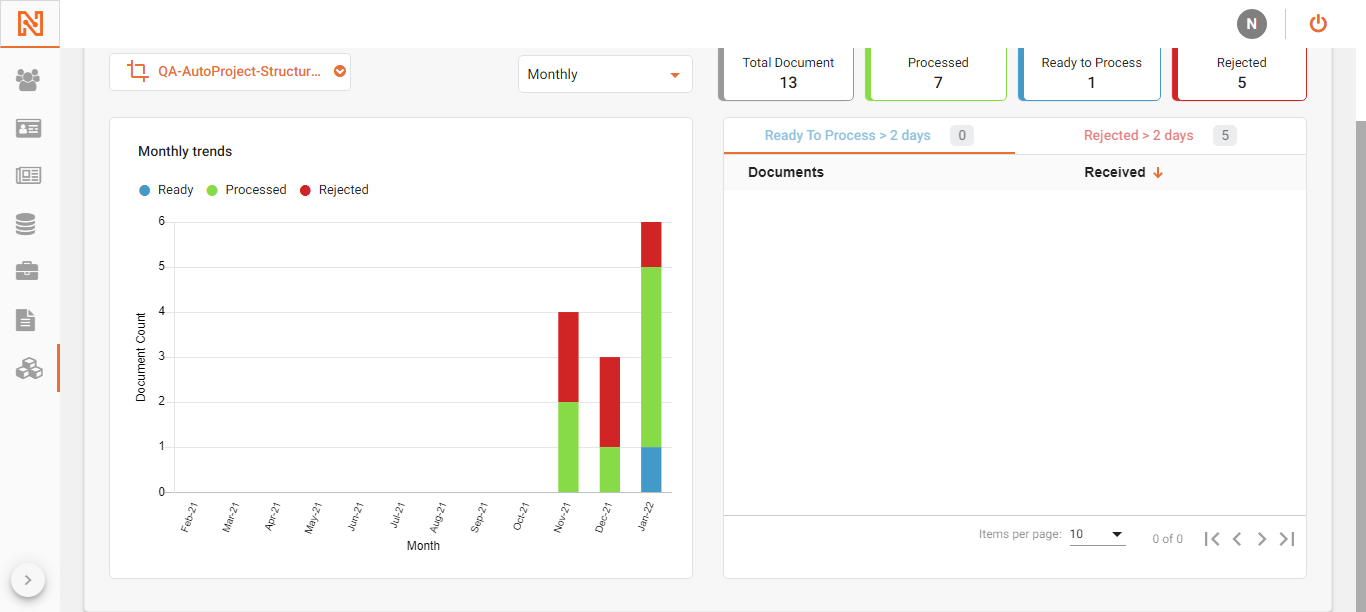 N
QA-AutoProject-Structur...
Monthly
Total Document
13
Processed
7
Ready to Process
1
Rejected
5
Monthly trends
Ready Processed Rejected
6
5
4
3
2
1
0
Document Count
Feb-21 Mar-21 Apr-21 May-21 Jun-21 Jul-21 Aug-21 Sep-21 Oct-21 Nov-21 Dec-21 Jan-22
Month
Ready To Process > 2 days 0
Rejected > 2 days 5
Documents Received
Items per page: 10 0 of 0